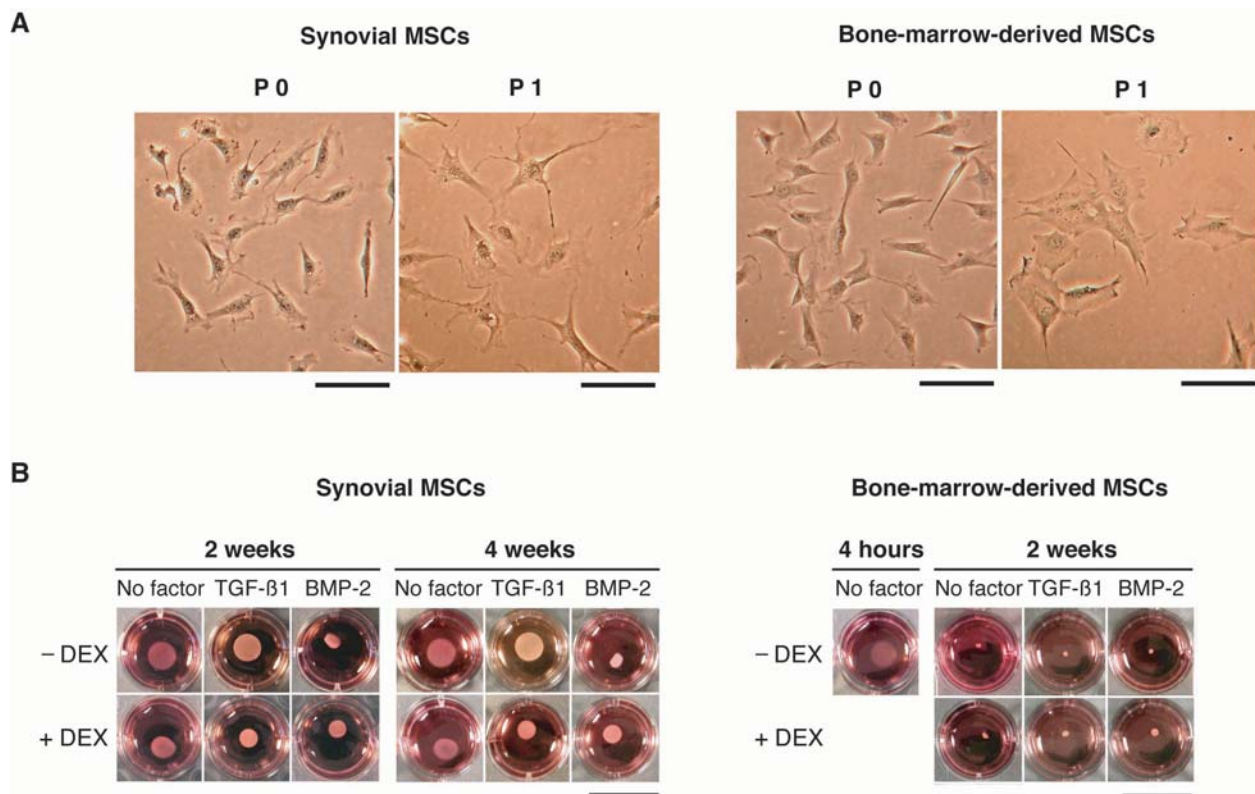 A
Synovial MSCs
Bone-marrow-derived MSCs
P 0
P 1
P 0
P 1
B
Synovial MSCs
Bone-marrow-derived MSCs
2 weeks
4 weeks
4 hours
2 weeks
No factor TGF-ß1 BMP-2
No factor TGF-ß1 BMP-2
No factor
No factor TGF-ß1 BMP-2
– DEX
– DEX
+ DEX
+ DEX